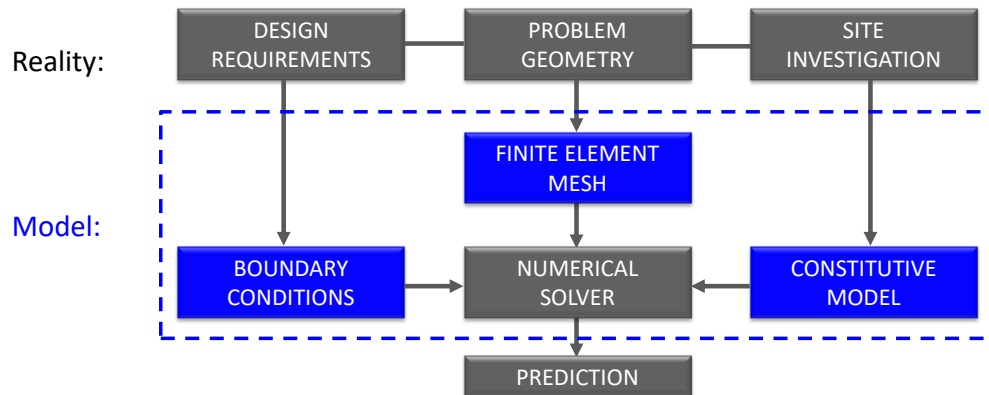 Reality:
DESIGN
REQUIREMENTS
PROBLEM
GEOMETRY
SITE
INVESTIGATION
FINITE ELEMENT
MESH
Model:
BOUNDARY
CONDITIONS
NUMERICAL
SOLVER
CONSTITUTIVE
MODEL
PREDICTION